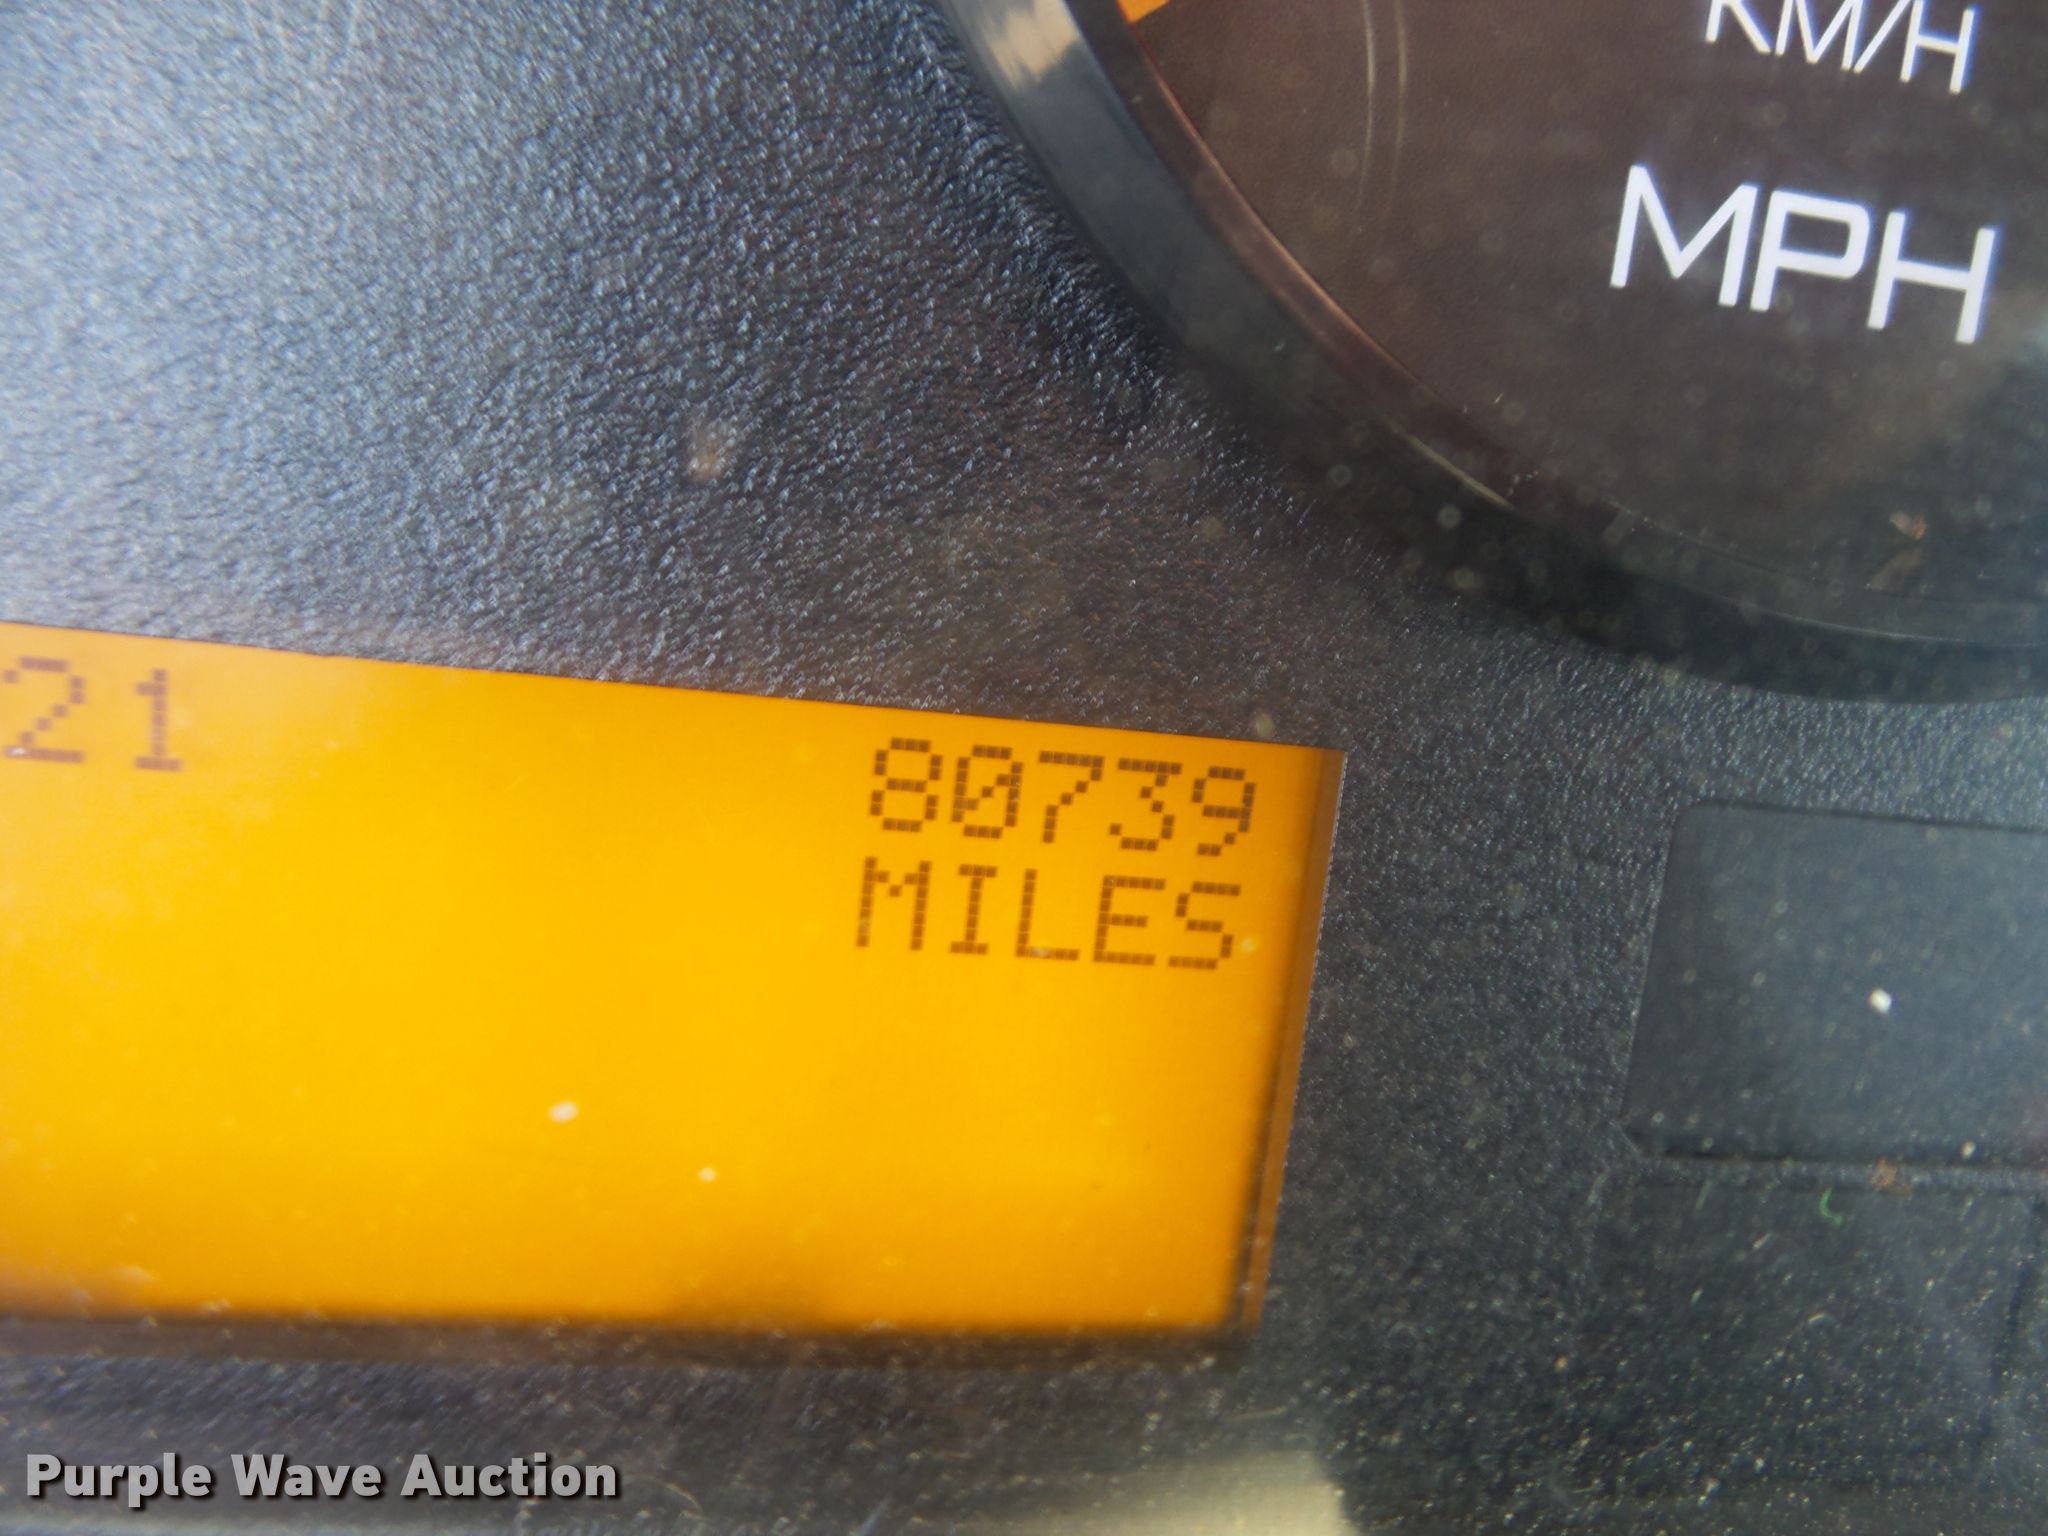 KM/H
MPH
21 80739
MILES
Purple Wave Auction